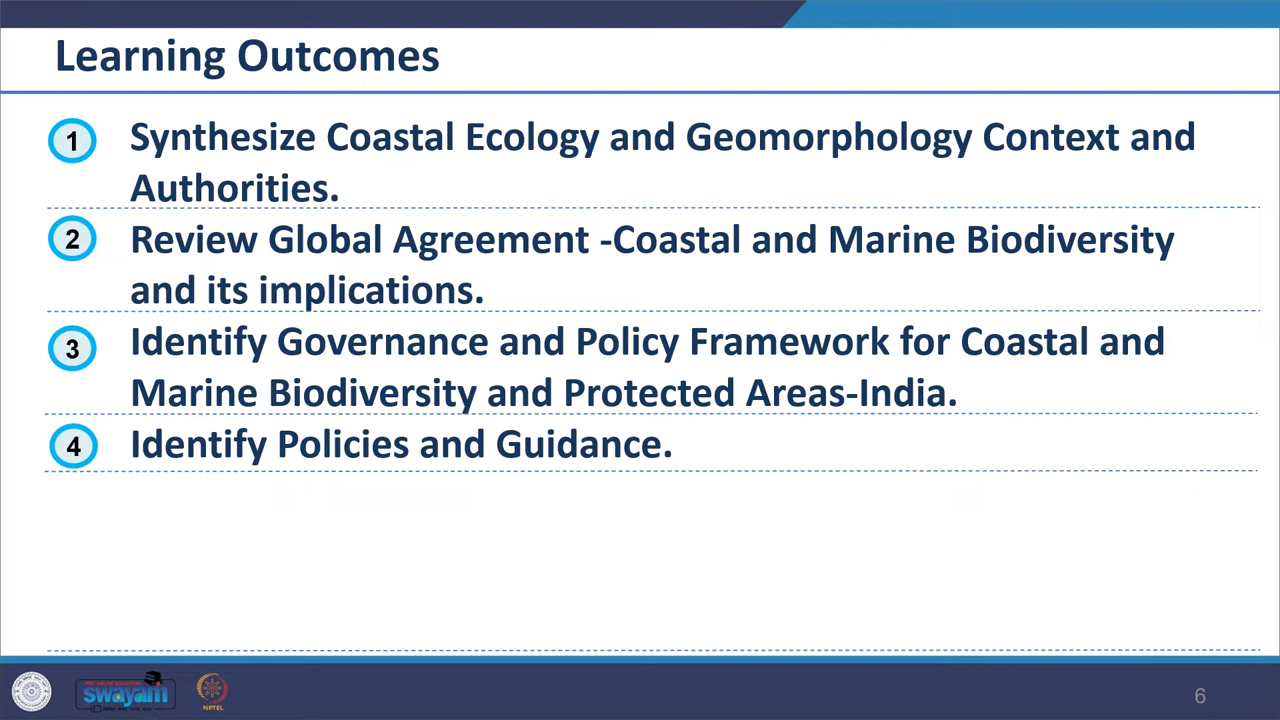 Learning Outcomes
1 Synthesize Coastal Ecology and Geomorphology Context and
Authorities.
2 Review Global Agreement -Coastal and Marine Biodiversity
and its implications.
3 Identify Governance and Policy Framework for Coastal and
Marine Biodiversity and Protected Areas-India.
4 Identify Policies and Guidance.
swayam
NPTEL
6